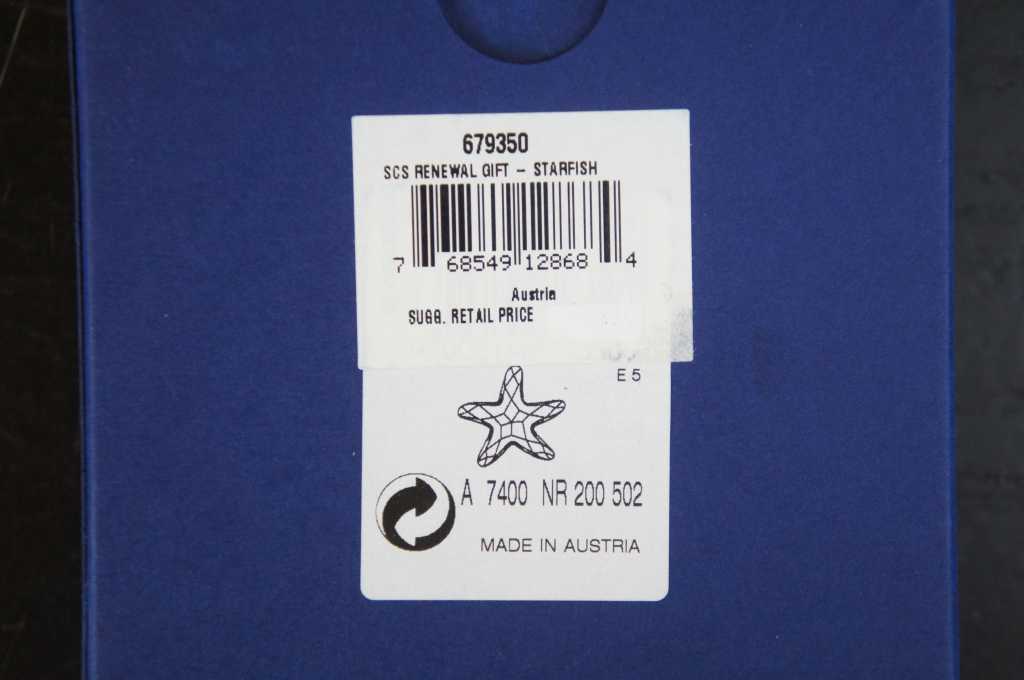 679350
SCS RENEWAL GIFT – STARFISH
7 68549 12868 4
Austria
SUGG. RETAIL PRICE
E 5
A 7400 NR 200 502
MADE IN AUSTRIA